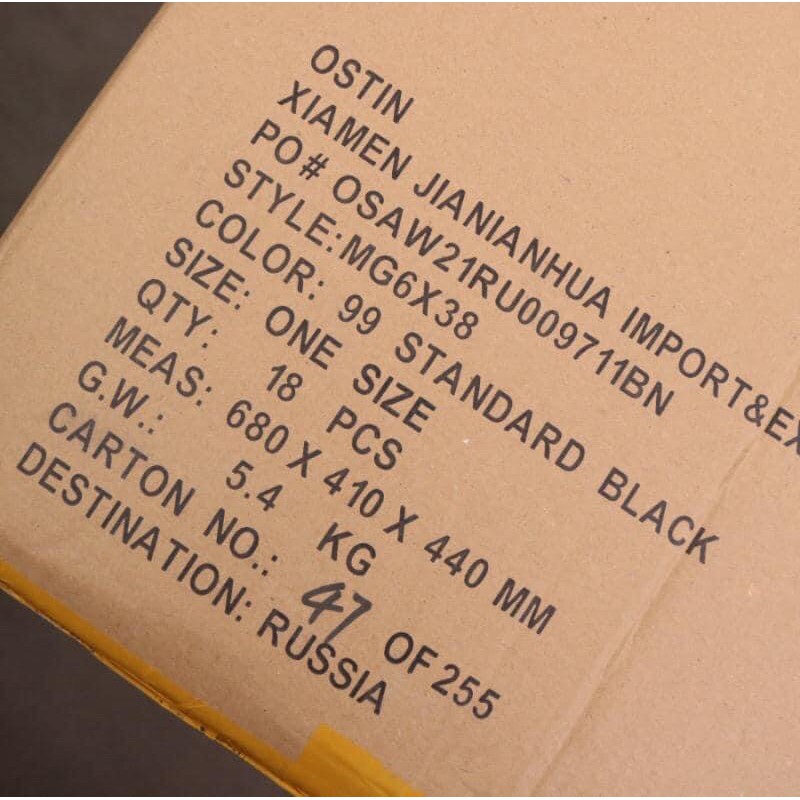 OSTIN
XIAMEN JIANIANHUA IMPORT&EX
PO# OSAW21RU009711BN
STYLE:MG6X38
COLOR: 99 STANDARD BLACK
SIZE: ONE SIZE
QTY: 18 PCS
MEAS: 680 X 410 X 440 MM
G.W.: 5.4 KG
CARTON NO.: 47 OF 255
DESTINATION: RUSSIA